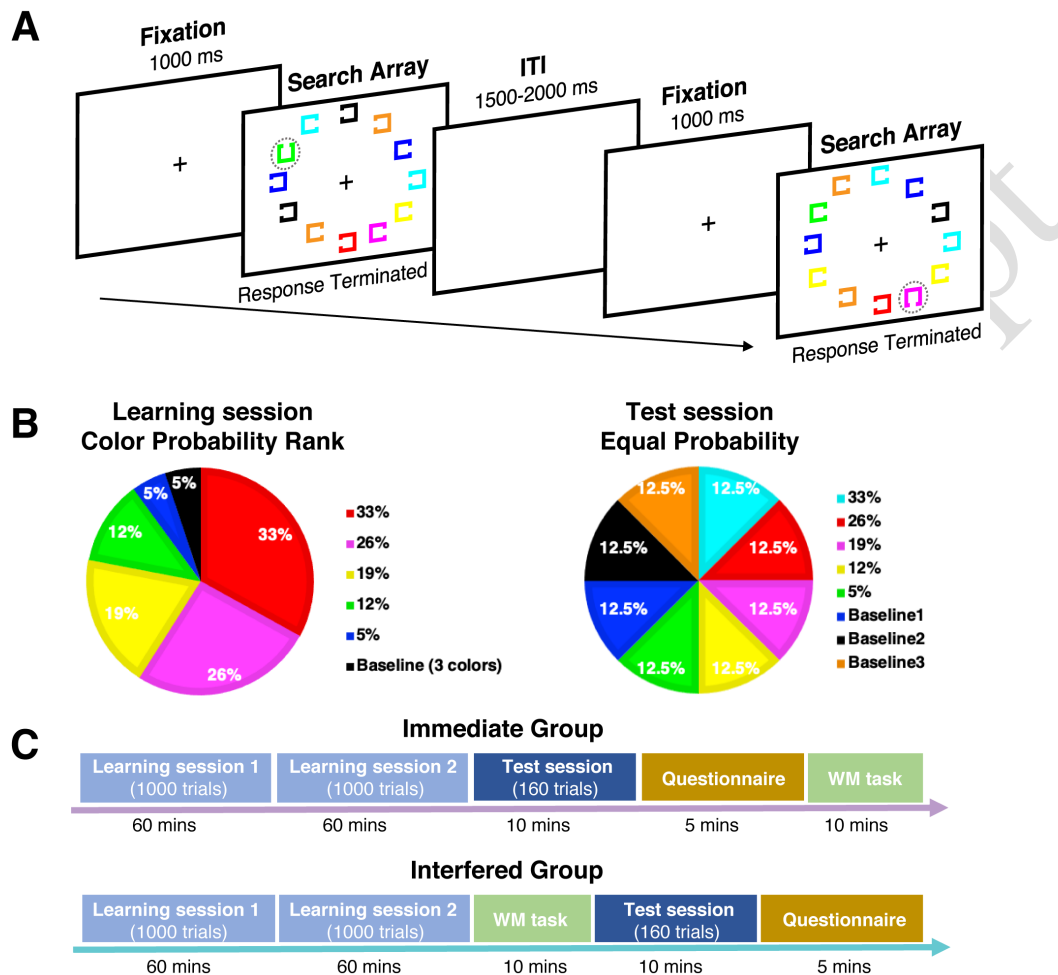 A
Fixation
1000 ms
Search Array
Response Terminated
ITI
1500-2000 ms
Fixation
1000 ms
Search Array
Response Terminated
pt
B
Learning session
Color Probability Rank
33%
26%
19%
12%
5%
5%
33%
26%
19%
12%
5%
Baseline (3 colors)
Test session
Equal Probability
12.5%
12.5%
12.5%
12.5%
12.5%
12.5%
12.5%
12.5%
33%
26%
19%
12%
5%
Baseline1
Baseline2
Baseline3
C
Immediate Group
Learning session 1
(1000 trials)
Learning session 2
(1000 trials)
Test session
(160 trials)
Questionnaire
WM task
60 mins
60 mins
10 mins
5 mins
10 mins
Interfered Group
Learning session 1
(1000 trials)
Learning session 2
(1000 trials)
WM task
Test session
(160 trials)
Questionnaire
60 mins
60 mins
10 mins
10 mins
5 mins